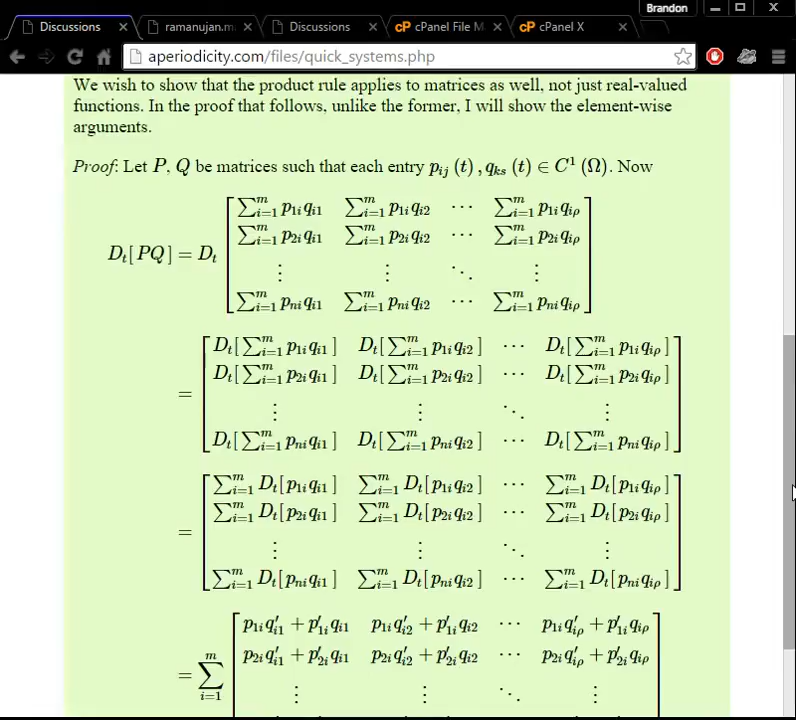 Brandon
Discussions ramanujan.m Discussions cPanel File M cPanel X
aperiodicity.com/files/quick_systems.php
We wish to show that the product rule applies to matrices as well, not just real-valued
functions. In the proof that follows, unlike the former, I will show the element-wise
arguments.
Proof: Let P, Q be matrices such that each entry p_{ij} (t) , q_{ks} (t) ∈ C^1 (Ω). Now
∑_{i=1}^m p_{1i}q_{i1} ∑_{i=1}^m p_{1i}q_{i2} ⋯ ∑_{i=1}^m p_{1i}q_{iρ}
∑_{i=1}^m p_{2i}q_{i1} ∑_{i=1}^m p_{2i}q_{i2} ⋯ ∑_{i=1}^m p_{2i}q_{iρ}
D_t[PQ] = D_t
⋮ ⋮ ⋱ ⋮
∑_{i=1}^m p_{ni}q_{i1} ∑_{i=1}^m p_{ni}q_{i2} ⋯ ∑_{i=1}^m p_{ni}q_{iρ}
D_t[∑_{i=1}^m p_{1i}q_{i1}] D_t[∑_{i=1}^m p_{1i}q_{i2}] ⋯ D_t[∑_{i=1}^m p_{1i}q_{iρ}]
D_t[∑_{i=1}^m p_{2i}q_{i1}] D_t[∑_{i=1}^m p_{2i}q_{i2}] ⋯ D_t[∑_{i=1}^m p_{2i}q_{iρ}]
=
⋮ ⋮ ⋱ ⋮
D_t[∑_{i=1}^m p_{ni}q_{i1}] D_t[∑_{i=1}^m p_{ni}q_{i2}] ⋯ D_t[∑_{i=1}^m p_{ni}q_{iρ}]
∑_{i=1}^m D_t[p_{1i}q_{i1}] ∑_{i=1}^m D_t[p_{1i}q_{i2}] ⋯ ∑_{i=1}^m D_t[p_{1i}q_{iρ}]
∑_{i=1}^m D_t[p_{2i}q_{i1}] ∑_{i=1}^m D_t[p_{2i}q_{i2}] ⋯ ∑_{i=1}^m D_t[p_{2i}q_{iρ}]
=
⋮ ⋮ ⋱ ⋮
∑_{i=1}^m D_t[p_{ni}q_{i1}] ∑_{i=1}^m D_t[p_{ni}q_{i2}] ⋯ ∑_{i=1}^m D_t[p_{ni}q_{iρ}]
p_{1i}q'_{i1} + p'_{1i}q_{i1} p_{1i}q'_{i2} + p'_{1i}q_{i2} ⋯ p_{1i}q'_{iρ} + p'_{1i}q_{iρ}
p_{2i}q'_{i1} + p'_{2i}q_{i1} p_{2i}q'_{i2} + p'_{2i}q_{i2} ⋯ p_{2i}q'_{iρ} + p'_{2i}q_{iρ}
= ∑_{i=1}^m
⋮ ⋮ ⋱ ⋮